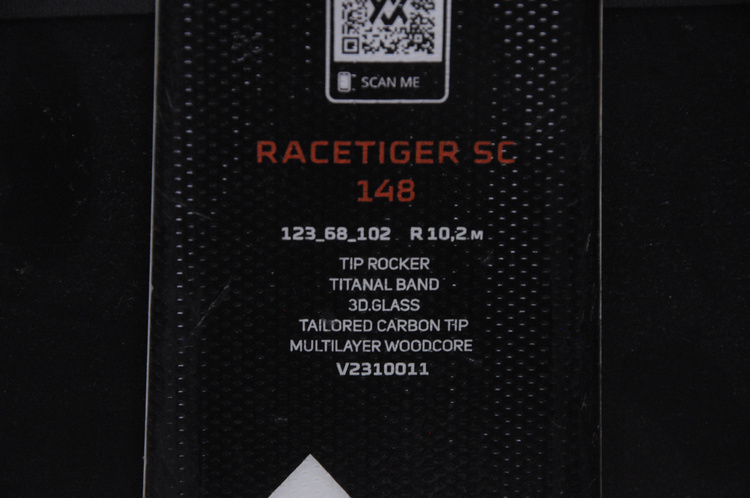 SCAN ME
RACETIGER SC
148
123_68_102 R 10,2 M
TIP ROCKER
TITANAL BAND
3D.GLASS
TAILORED CARBON TIP
MULTILAYER WOODCORE
V2310011